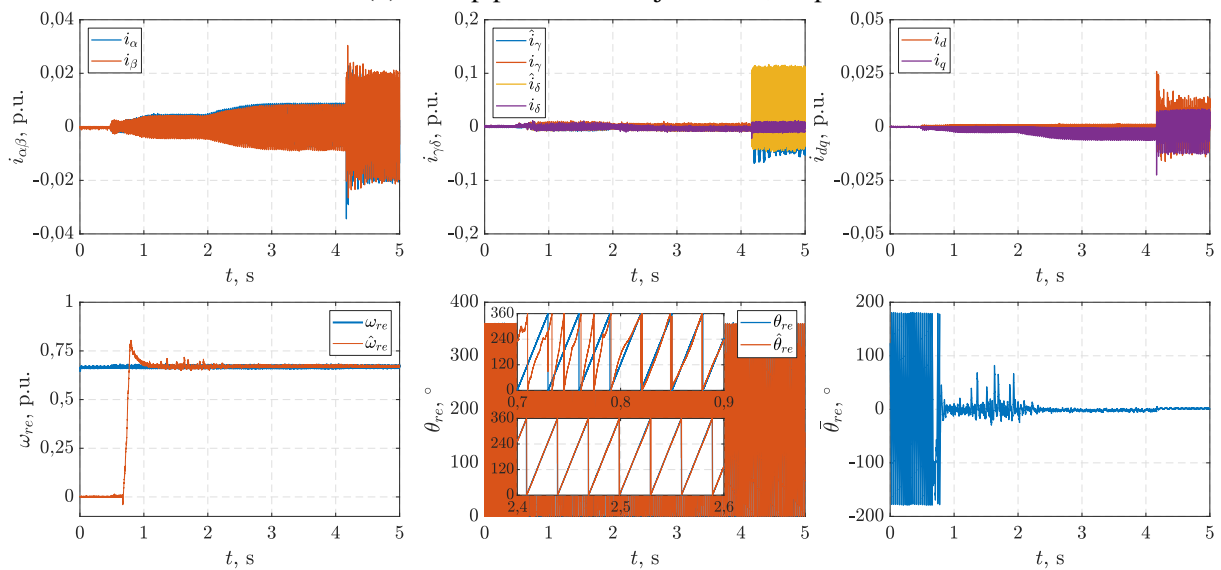 i_α
i_β
0,04
0,02
0
-0,02
-0,04
i_αβ, p.u.
0 1 2 3 4 5
t, s
î_γ
i_γ
î_δ
i_δ
0,2
0,1
0
-0,1
-0,2
i_γδ, p.u.
0 1 2 3 4 5
t, s
i_d
i_q
0,05
0,025
0
-0,025
-0,05
i_dq, p.u.
0 1 2 3 4 5
t, s
ω_re
ω̂_re
1
0,75
0,5
0,25
0
ω_re, p.u.
0 1 2 3 4 5
t, s
θ_re
θ̂_re
400
300
200
100
0
θ_re, °
360
240
120
0
0,7 0,8 0,9
360
240
120
0
2,4 2,5 2,6
0 1 2 3 4 5
t, s
200
100
0
-100
-200
θ̄_re, °
0 1 2 3 4 5
t, s